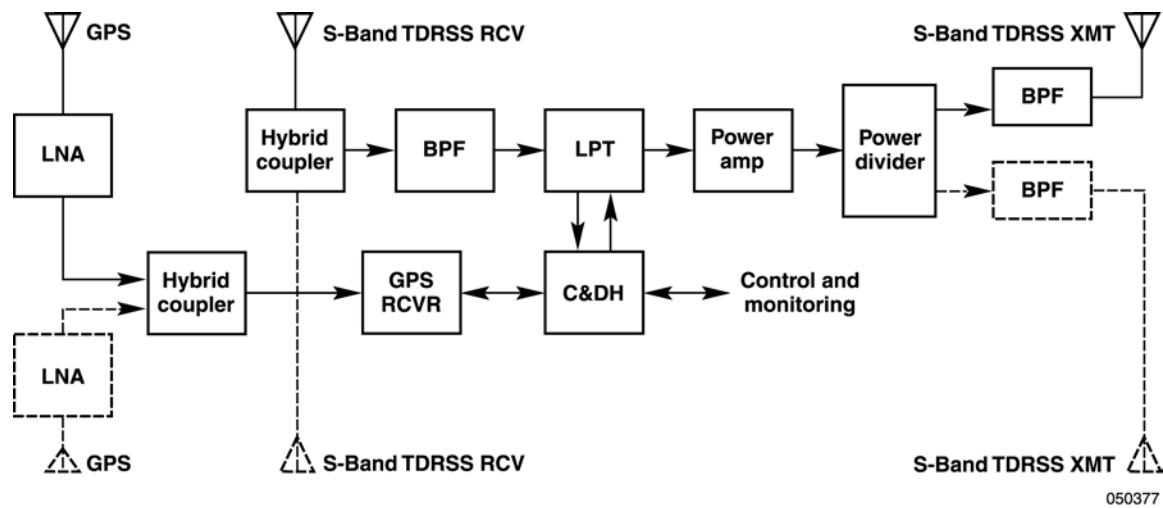 GPS
S-Band TDRSS RCV
S-Band TDRSS XMT
LNA
Hybrid
coupler
BPF
LPT
Power
amp
Power
divider
BPF
BPF
Hybrid
coupler
GPS
RCVR
C&DH
Control and
monitoring
LNA
GPS
S-Band TDRSS RCV
S-Band TDRSS XMT
050377